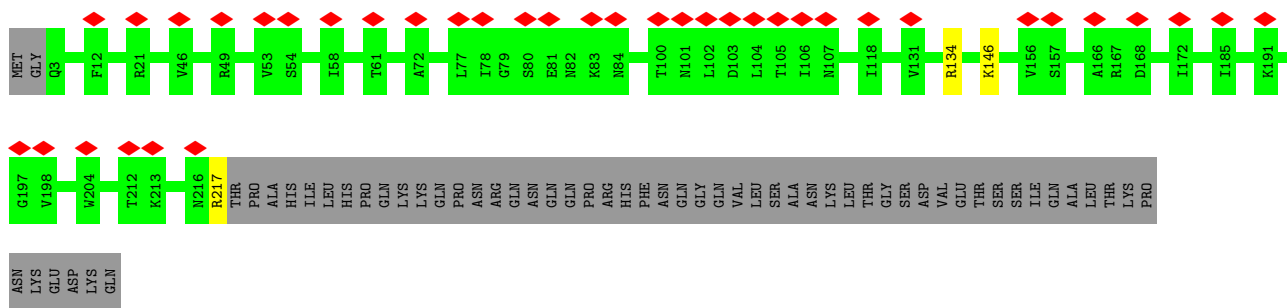 MET GLY Q3 F12 R21 V46 R49 V53 S54 I58 T61 A72 L77 I78 G79 S80 E81 N82 K83 N84 T100 N101 L102 D103 L104 T105 I106 N107 I118 V131 R134 K146 V156 S157 A166 R167 D168 I172 I185 K191
G197 V198 W204 T212 K213 N216 R217 THR PRO ALA HIS ILE LEU HIS PRO GLN LYS LYS GLN PRO ASN ARG GLN ASN GLN GLN PRO ARG HIS PHE ASN GLN GLY GLN VAL LEU SER ALA ASN LYS LEU THR GLY SER ASP VAL GLU THR SER SER ILE GLN ALA LEU THR LYS PRO
ASN LYS GLU ASP LYS GLN